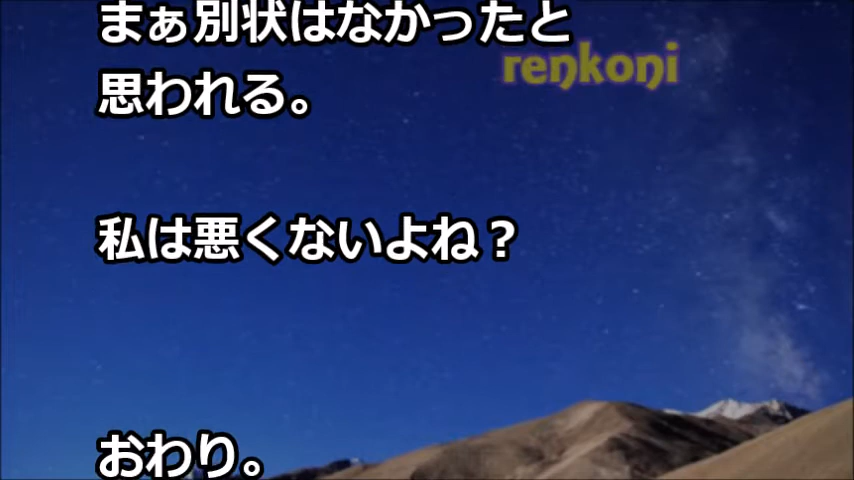 まぁ別状はなかったと
renkoni
思われる。
私は悪くないよね？
おわり。